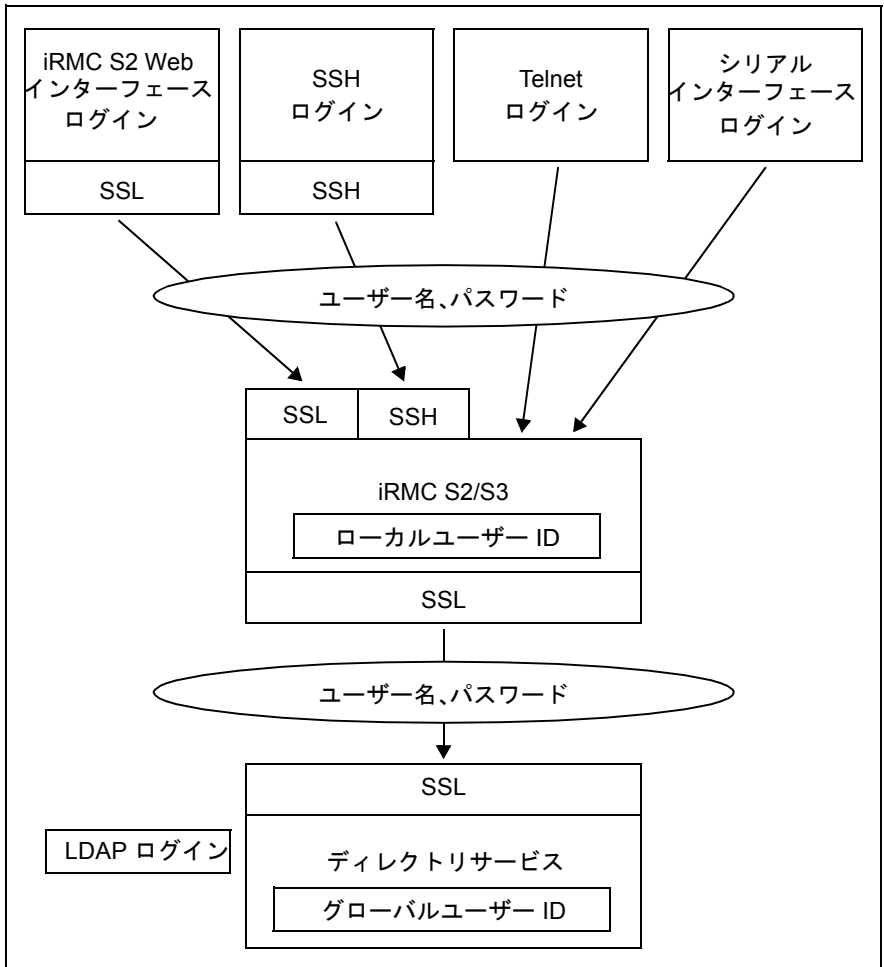 iRMC S2 Web
インターフェース
ログイン
SSL
SSH
ログイン
SSH
Telnet
ログイン
シリアル
インターフェース
ログイン
ユーザー名、パスワード
SSL
SSH
iRMC S2/S3
ローカルユーザー ID
SSL
ユーザー名、パスワード
SSL
LDAP ログイン
ディレクトリサービス
グローバルユーザー ID